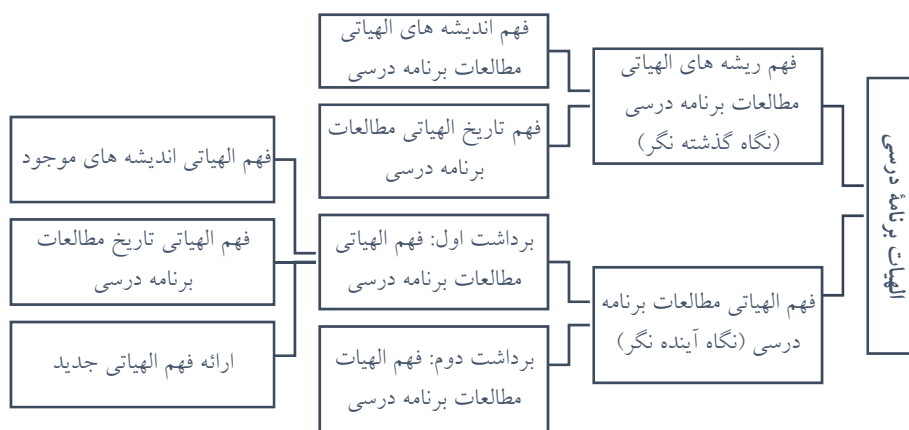 الهیات برنامۀ درسی
فهم ریشه های الهیاتی
مطالعات برنامه درسی
(نگاه گذشته نگر)
فهم اندیشه های الهیاتی
مطالعات برنامه درسی
فهم تاریخ الهیاتی مطالعات
برنامه درسی
فهم الهیاتی مطالعات برنامه
درسی (نگاه آینده نگر)
برداشت اول: فهم الهیاتی
مطالعات برنامه درسی
فهم الهیاتی اندیشه های موجود
فهم الهیاتی تاریخ مطالعات
برنامه درسی
ارائه فهم الهیاتی جدید
برداشت دوم: فهم الهیات
مطالعات برنامه درسی